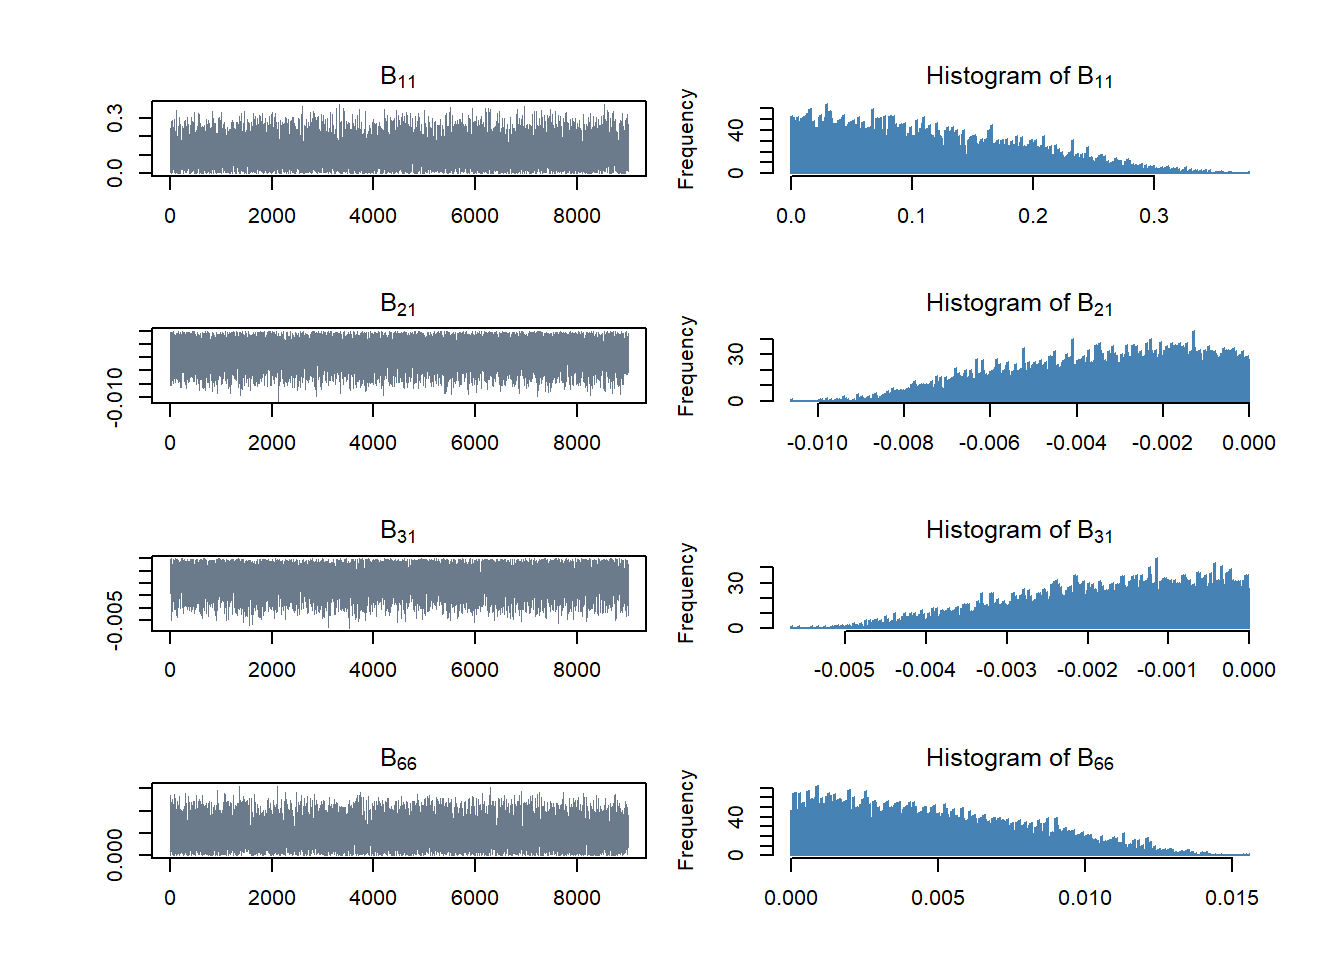 B11
0.0 0.3
0 2000 4000 6000 8000
Histogram of B11
Frequency
0 40
0.0 0.1 0.2 0.3
B21
-0.010
0 2000 4000 6000 8000
Histogram of B21
Frequency
0 30
-0.010 -0.008 -0.006 -0.004 -0.002 0.000
B31
-0.005
0 2000 4000 6000 8000
Histogram of B31
Frequency
0 30
-0.005 -0.004 -0.003 -0.002 -0.001 0.000
B66
0.000
0 2000 4000 6000 8000
Histogram of B66
Frequency
0 40
0.000 0.005 0.010 0.015